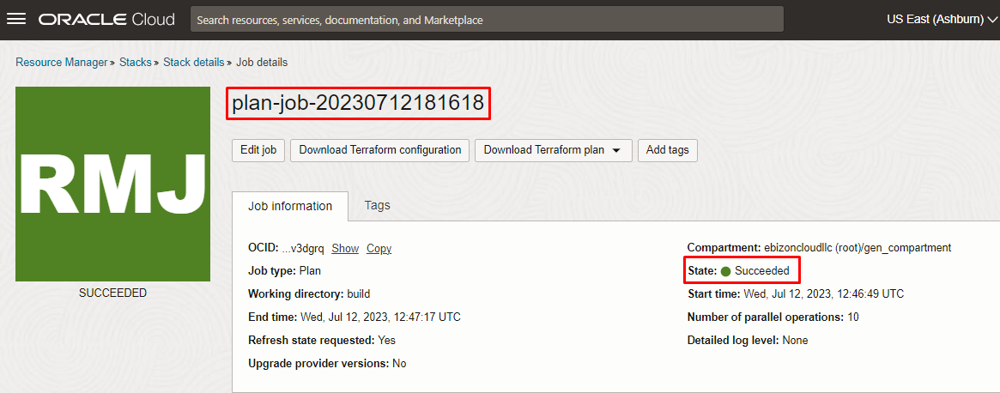 ORACLE Cloud
Search resources, services, documentation, and Marketplace
US East (Ashburn)
Resource Manager » Stacks » Stack details » Job details
RMJ
SUCCEEDED
plan-job-20230712181618
Edit job
Download Terraform configuration
Download Terraform plan
Add tags
Job information
Tags
OCID: ...v3dgrq Show Copy
Job type: Plan
Working directory: build
End time: Wed, Jul 12, 2023, 12:47:17 UTC
Refresh state requested: Yes
Upgrade provider versions: No
Compartment: ebizoncloudllc (root)/gen_compartment
State: Succeeded
Start time: Wed, Jul 12, 2023, 12:46:49 UTC
Number of parallel operations: 10
Detailed log level: None